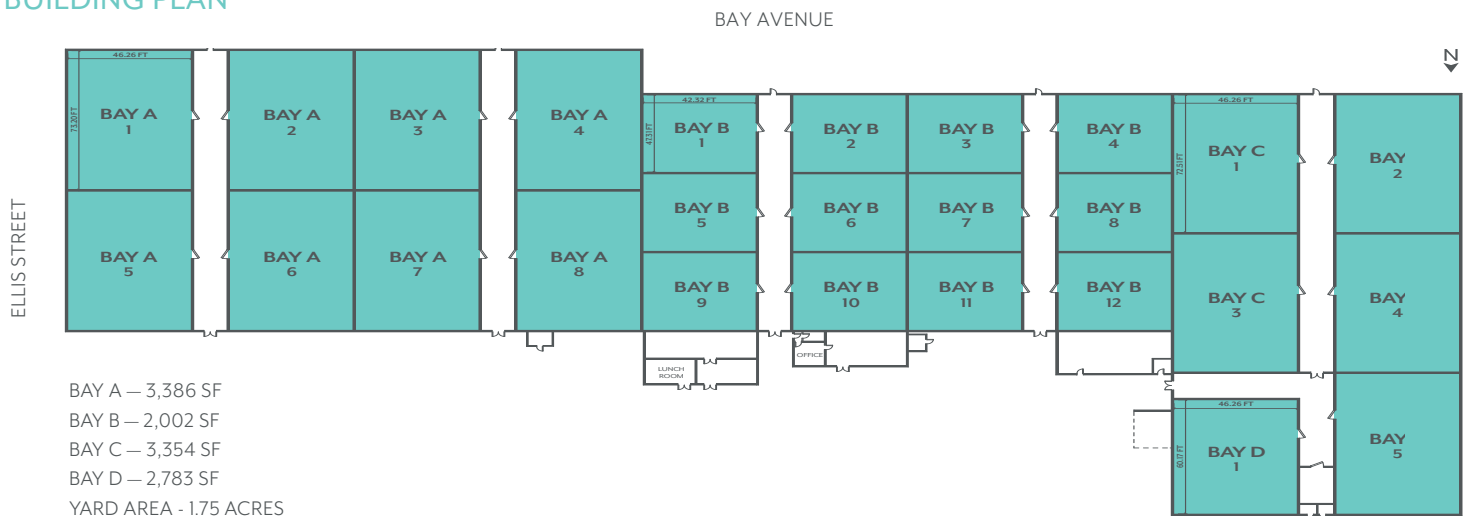 BUILDING PLAN
BAY AVENUE
N
ELLIS STREET
46.26 FT
73.20 FT
BAY A
1
BAY A
2
BAY A
3
BAY A
4
42.32 FT
47.31 FT
BAY B
1
BAY B
2
BAY B
3
BAY B
4
46.26 FT
72.51 FT
BAY C
1
BAY
2
BAY A
5
BAY A
6
BAY A
7
BAY A
8
BAY B
5
BAY B
6
BAY B
7
BAY B
8
BAY B
9
BAY B
10
BAY B
11
BAY B
12
BAY C
3
BAY
4
LUNCH
ROOM
OFFICE
46.26 FT
60.17 FT
BAY D
1
BAY
5
BAY A — 3,386 SF
BAY B — 2,002 SF
BAY C — 3,354 SF
BAY D — 2,783 SF
YARD AREA - 1.75 ACRES